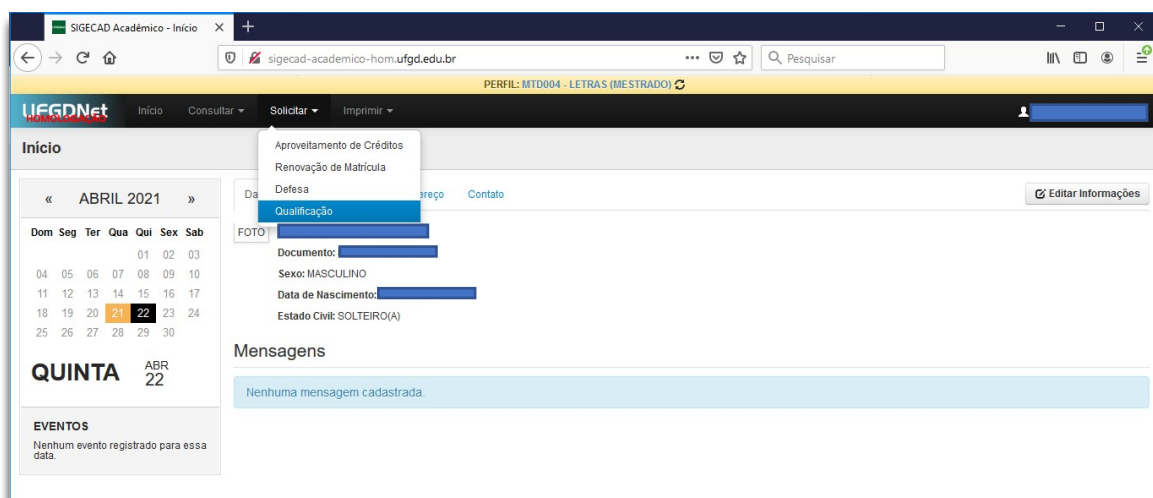 SIGECAD Acadêmico - Início
sigecad-academico-hom.ufgd.edu.br
Pesquisar
PERFIL: MTD004 - LETRAS (MESTRADO)
UFGDNet
HOMOLOGAÇÃO
Início Consultar Solicitar Imprimir
Início
Aproveitamento de Créditos
Renovação de Matrícula
Defesa
Qualificação
« ABRIL 2021 »
Da ereço Contato
Editar Informações
Dom Seg Ter Qua Qui Sex Sab
01 02 03
04 05 06 07 08 09 10
11 12 13 14 15 16 17
18 19 20 21 22 23 24
25 26 27 28 29 30
QUINTA ABR
22
EVENTOS
Nenhum evento registrado para essa
data.
FOTO
Documento:
Sexo: MASCULINO
Data de Nascimento:
Estado Civil: SOLTEIRO(A)
Mensagens
Nenhuma mensagem cadastrada.